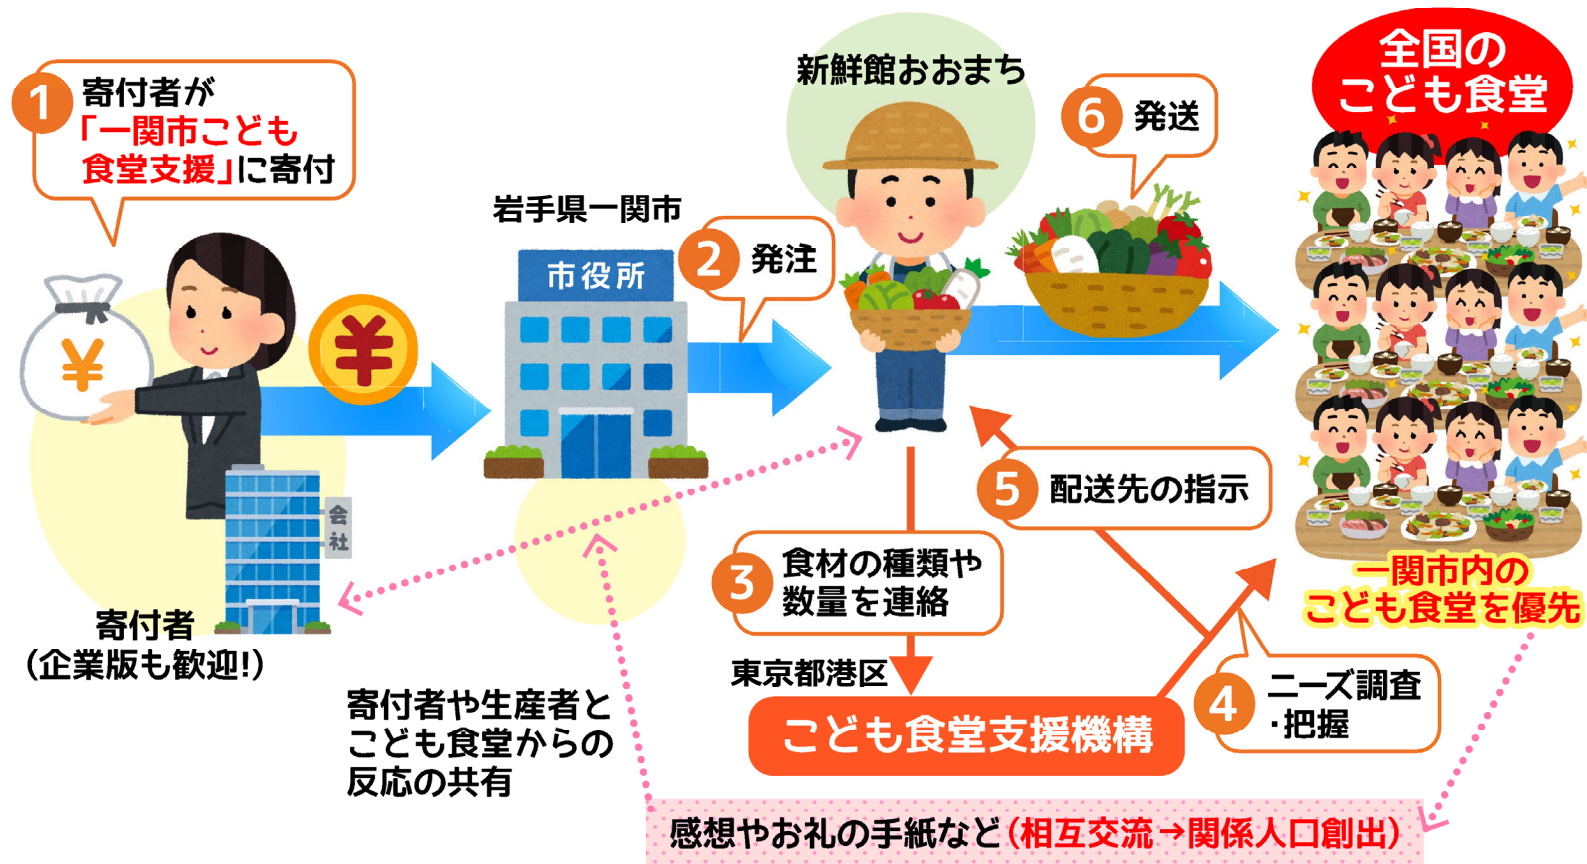 1
寄付者が
「一関市こども
食堂支援」に寄付
¥
¥
会社
寄付者
（企業版も歓迎!）
岩手県一関市
市役所
2
発注
新鮮館おおまち
3
食材の種類や
数量を連絡
東京都港区
こども食堂支援機構
4
ニーズ調査
・把握
5
配送先の指示
6
発送
全国の
こども食堂
一関市内の
こども食堂を優先
寄付者や生産者と
こども食堂からの
反応の共有
感想やお礼の手紙など（相互交流→関係人口創出）